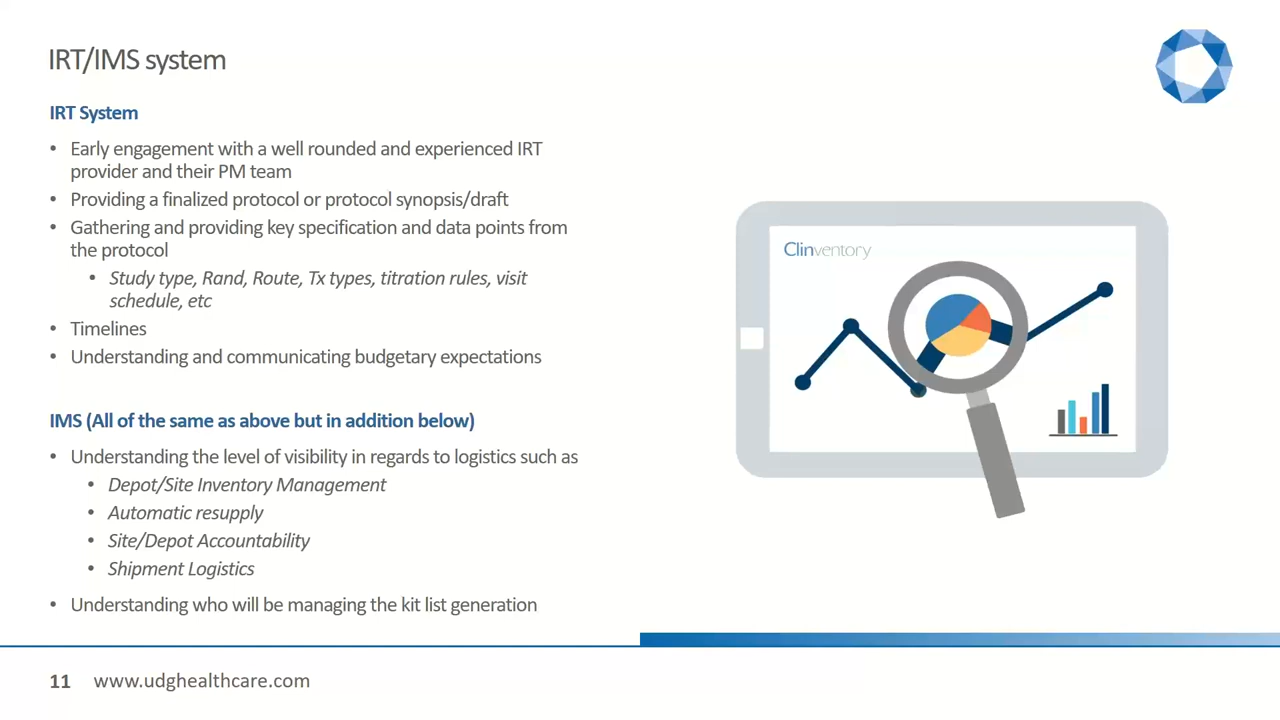 IRT/IMS system
IRT System
• Early engagement with a well rounded and experienced IRT
provider and their PM team
• Providing a finalized protocol or protocol synopsis/draft
• Gathering and providing key specification and data points from
the protocol
• Study type, Rand, Route, Tx types, titration rules, visit
schedule, etc
• Timelines
• Understanding and communicating budgetary expectations
IMS (All of the same as above but in addition below)
• Understanding the level of visibility in regards to logistics such as
• Depot/Site Inventory Management
• Automatic resupply
• Site/Depot Accountability
• Shipment Logistics
• Understanding who will be managing the kit list generation
Clinventory
11 www.udghealthcare.com